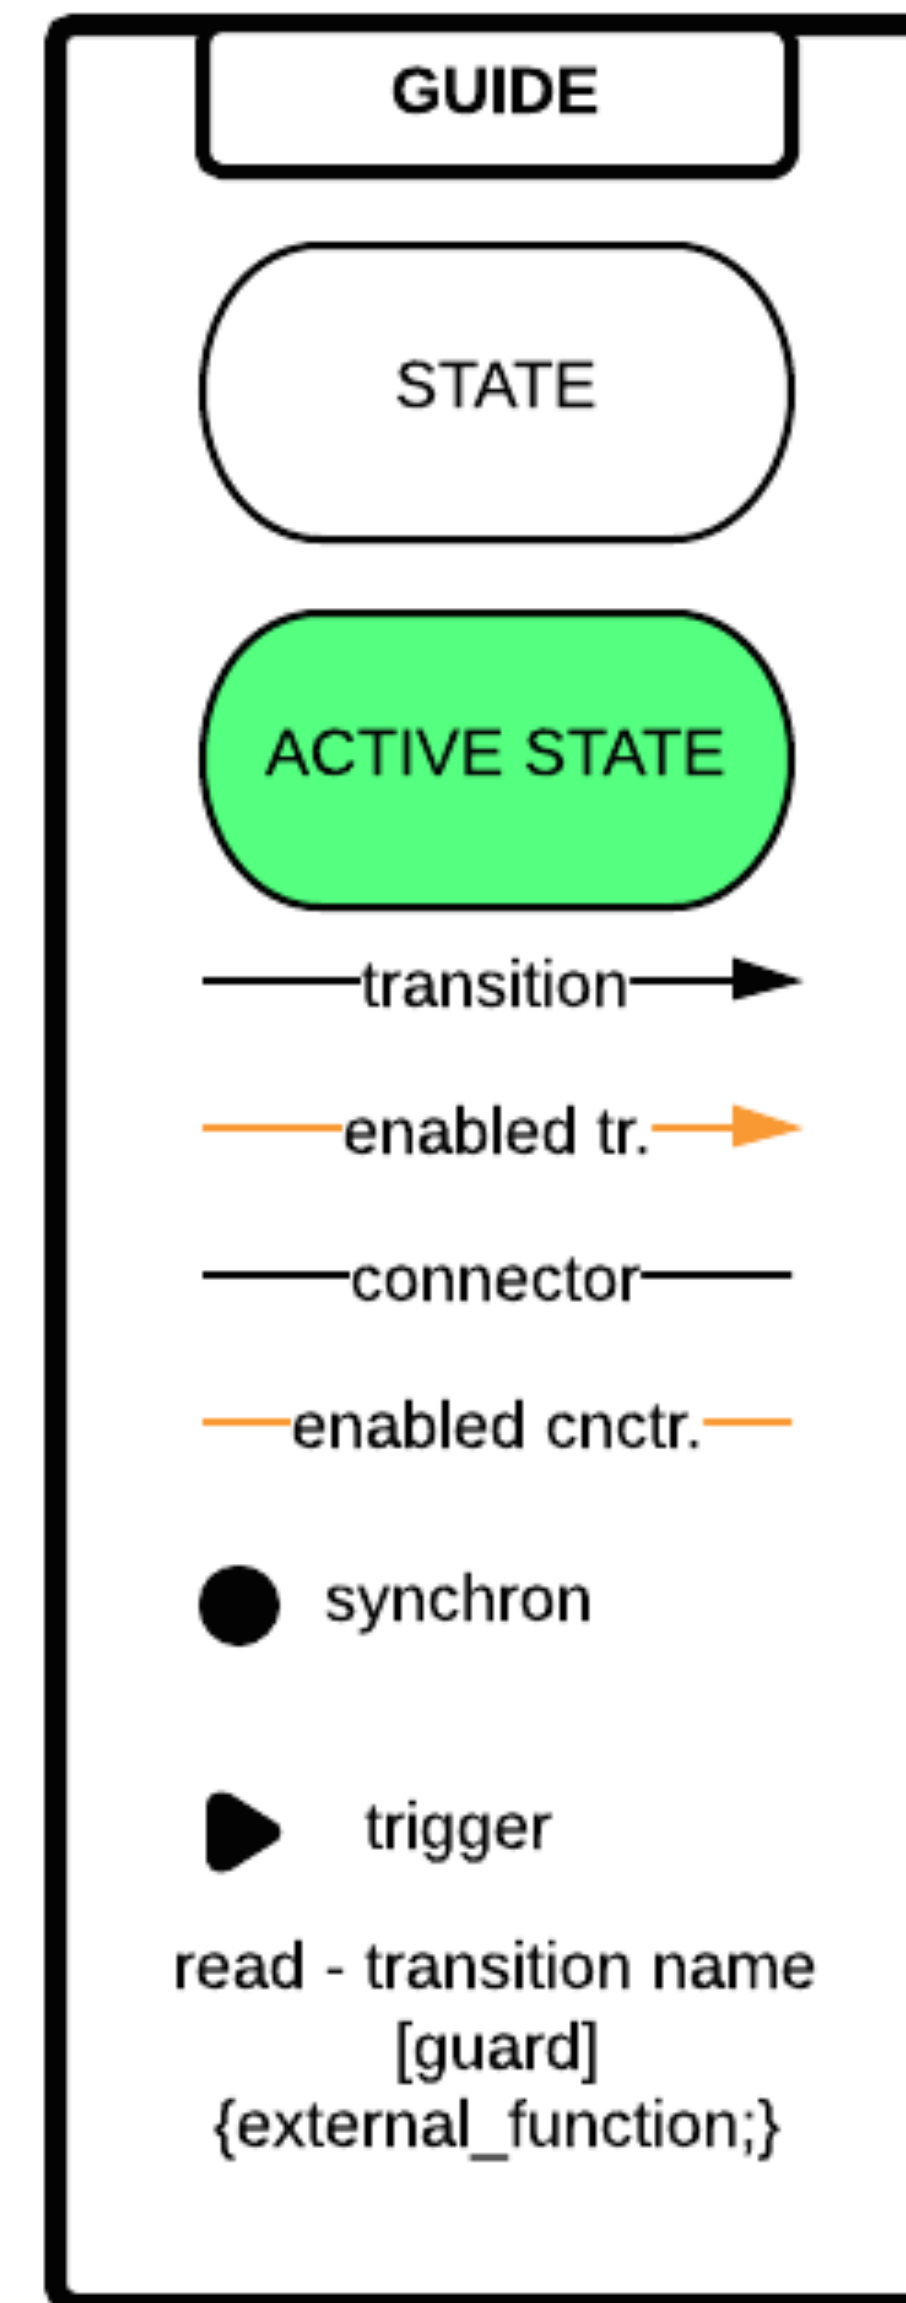 GUIDE
STATE
ACTIVE STATE
transition
enabled tr.
connector
enabled cnctr.
synchron
trigger
read - transition name
[guard]
{external_function;}